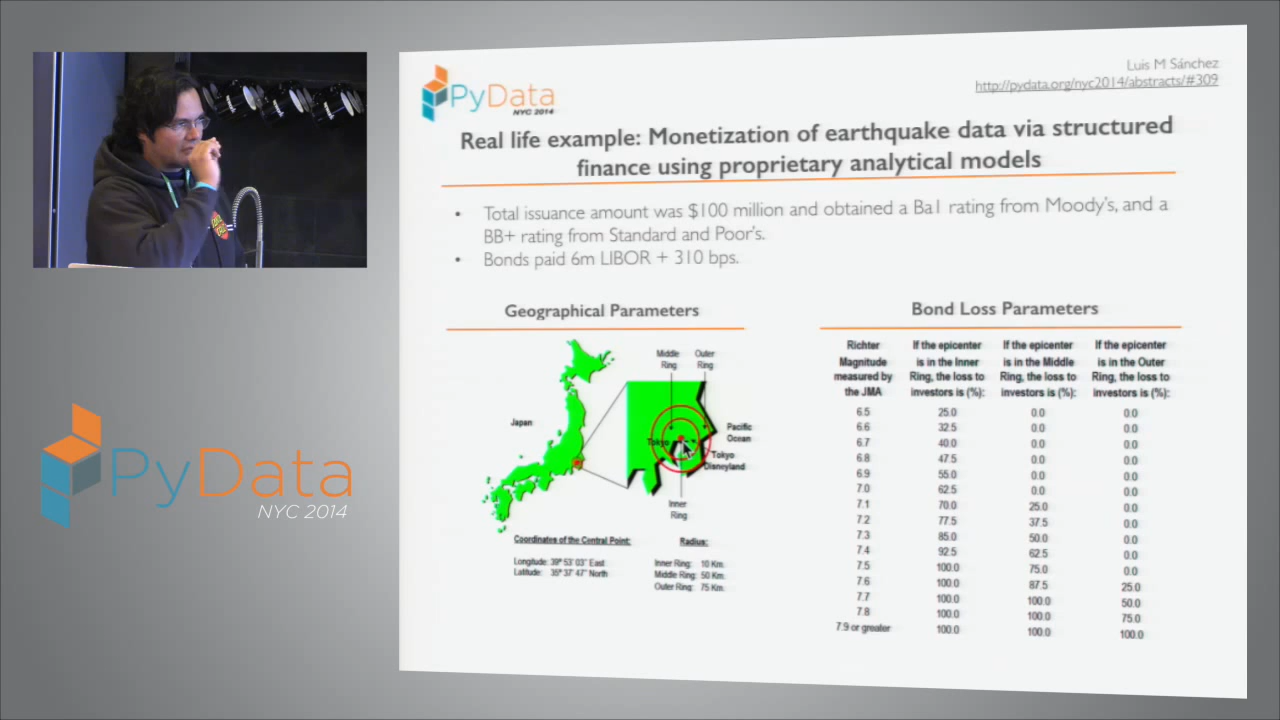 Luis M Sánchez
http://pydata.org/nyc2014/abstracts/#309
PyData
NYC 2014
Real life example: Monetization of earthquake data via structured
finance using proprietary analytical models
• Total issuance amount was $100 million and obtained a Ba1 rating from Moody's, and a
BB+ rating from Standard and Poor's.
• Bonds paid 6m LIBOR + 310 bps.
Geographical Parameters
Middle Ring
Outer Ring
Japan
Tokyo
Pacific Ocean
Tokyo Disneyland
Inner Ring
Coordinates of the Central Point:
Longitude: 39° 53' 03" East
Latitude: 35° 37' 47" North
Radius:
Inner Ring: 10 Km.
Middle Ring: 50 Km.
Outer Ring: 75 Km.
Bond Loss Parameters
Richter Magnitude measured by the JMA
If the epicenter is in the Inner Ring, the loss to investors is (%):
If the epicenter is in the Middle Ring, the loss to investors is (%):
If the epicenter is in the Outer Ring, the loss to investors is (%):
6.5 25.0 0.0 0.0
6.6 32.5 0.0 0.0
6.7 40.0 0.0 0.0
6.8 47.5 0.0 0.0
6.9 55.0 0.0 0.0
7.0 62.5 0.0 0.0
7.1 70.0 25.0 0.0
7.2 77.5 37.5 0.0
7.3 85.0 50.0 0.0
7.4 92.5 62.5 0.0
7.5 100.0 75.0 0.0
7.6 100.0 87.5 25.0
7.7 100.0 100.0 50.0
7.8 100.0 100.0 75.0
7.9 or greater 100.0 100.0 100.0
PyData
NYC 2014